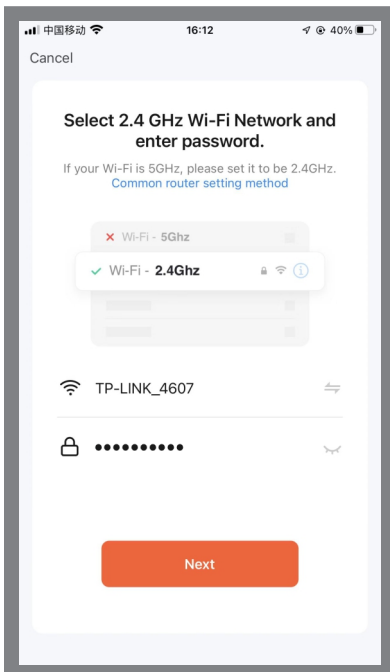 中国移动 16:12 40%
Cancel
Select 2.4 GHz Wi-Fi Network and
enter password.
If your Wi-Fi is 5GHz, please set it to be 2.4GHz.
Common router setting method
Wi-Fi - 5Ghz
Wi-Fi - 2.4Ghz
TP-LINK_4607
Next